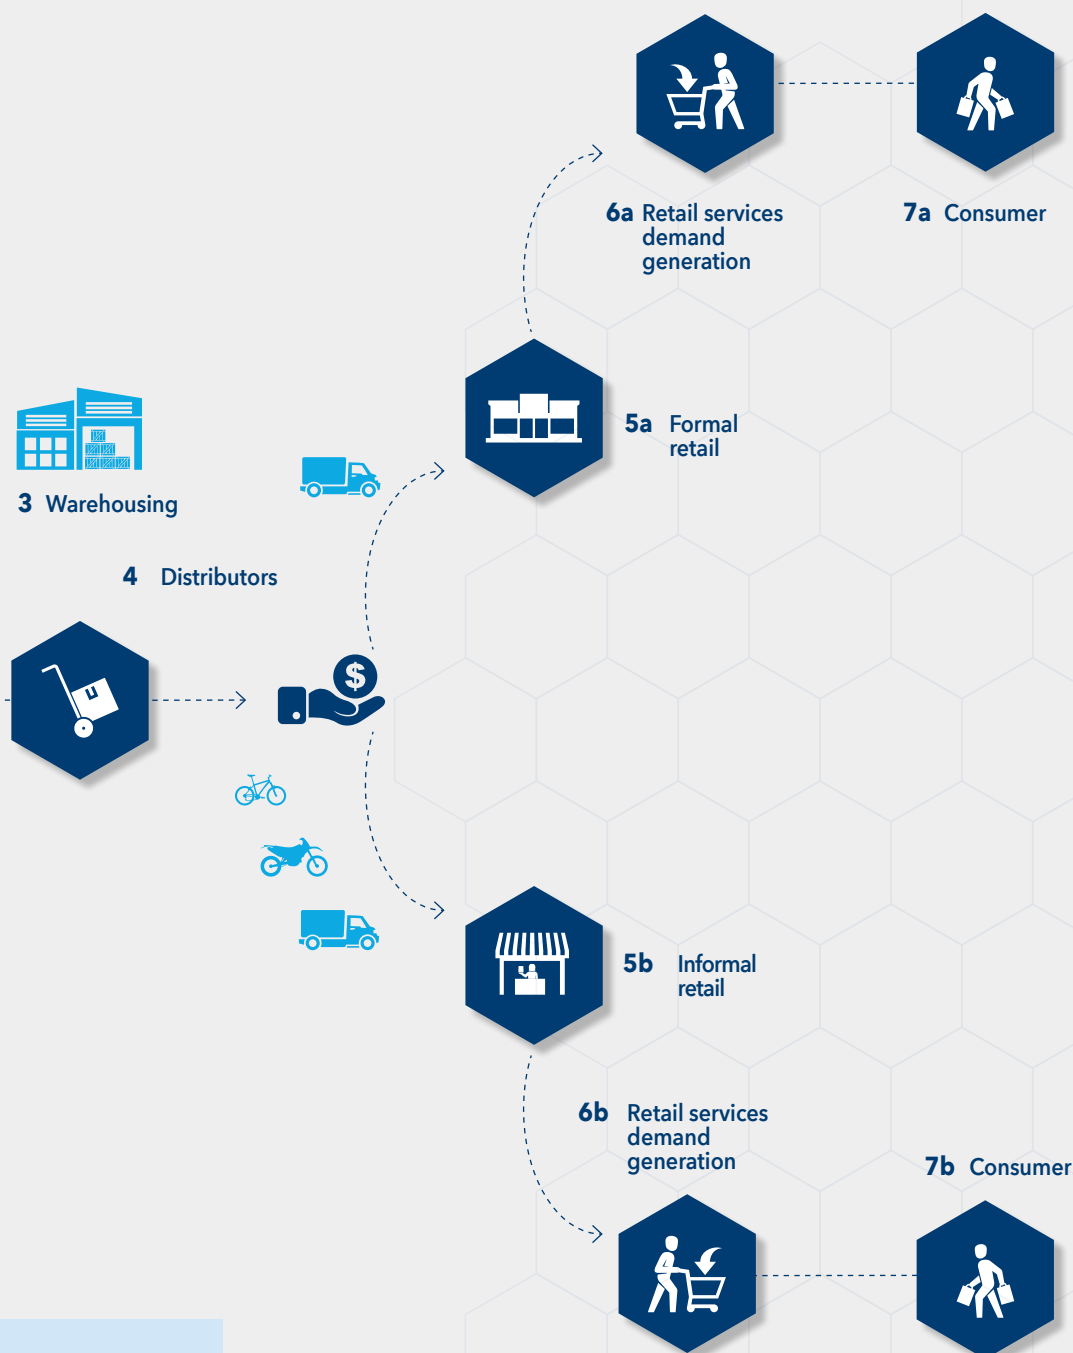 6a Retail services
demand
generation
7a Consumer
5a Formal
retail
3 Warehousing
4 Distributors
$
5b Informal
retail
6b Retail services
demand
generation
7b Consumer